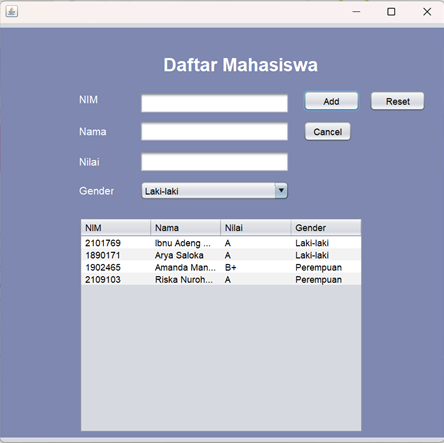 Daftar Mahasiswa
NIM Add Reset
Nama Cancel
Nilai
Gender Laki-laki
NIM Nama Nilai Gender
2101769 Ibnu Adeng ... A Laki-laki
1890171 Arya Saloka A Laki-laki
1902465 Amanda Man... B+ Perempuan
2109103 Riska Nuroh... A Perempuan